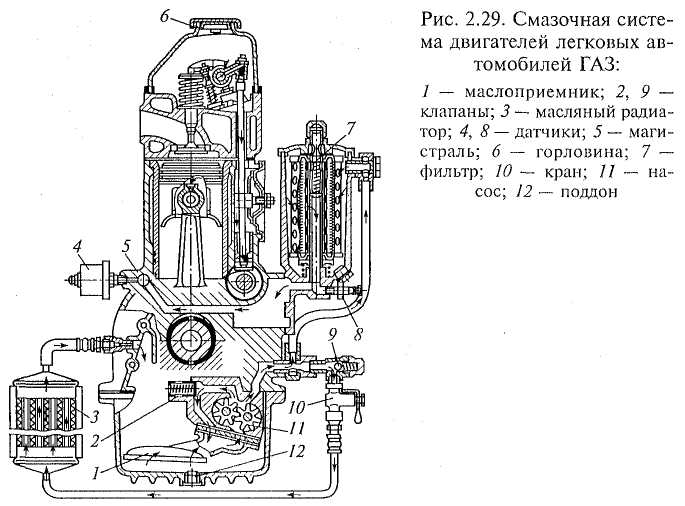 Рис. 2.29. Смазочная систе-
ма двигателей легковых ав-
томобилей ГАЗ:
1 — маслоприемник; 2, 9 —
клапаны; 3 — масляный радиа-
тор; 4, 8 — датчики; 5 — маги-
страль; 6 — горловина; 7 —
фильтр; 10 — кран; 11 — на-
сос; 12 — поддон
6
7
4
5
8
9
3
10
2
11
1
12